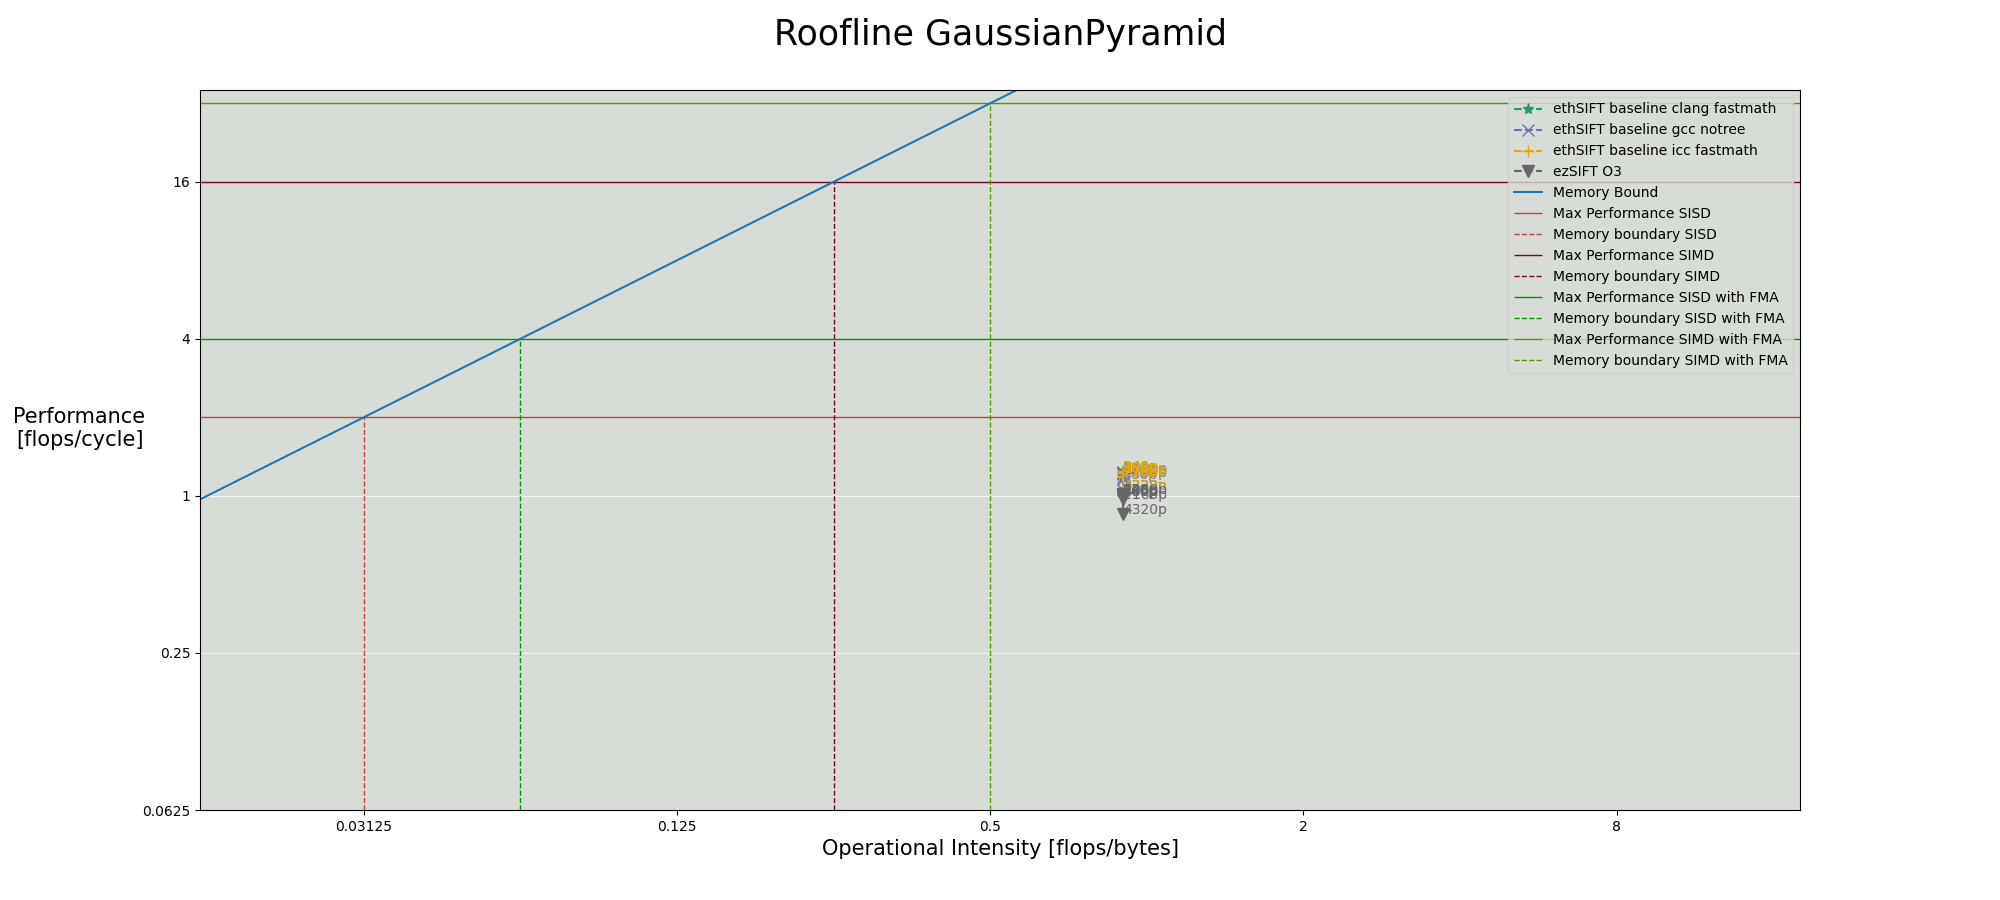 Roofline GaussianPyramid
ethSIFT baseline clang fastmath
ethSIFT baseline gcc notree
ethSIFT baseline icc fastmath
ezSIFT O3
Memory Bound
Max Performance SISD
Memory boundary SISD
Max Performance SIMD
Memory boundary SIMD
Max Performance SISD with FMA
Memory boundary SISD with FMA
Max Performance SIMD with FMA
Memory boundary SIMD with FMA
16
4
Performance
[flops/cycle]
1
4320p
0.25
0.0625
0.03125
0.125
0.5
2
8
Operational Intensity [flops/bytes]